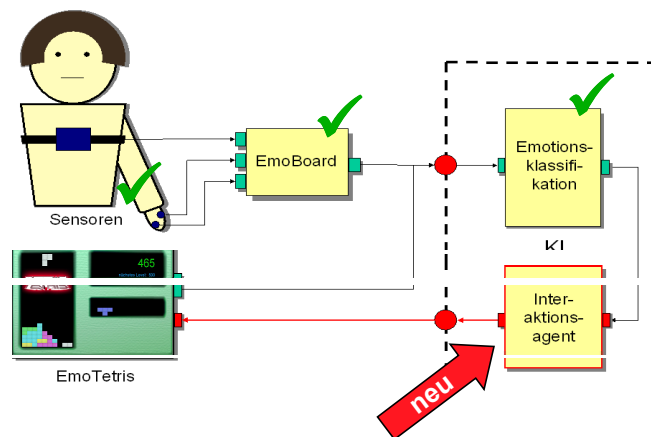 Sensoren
EmoBoard
Emotions-
klassifi-
kation
KI
465
Inter-
aktions-
agent
EmoTetris
neu